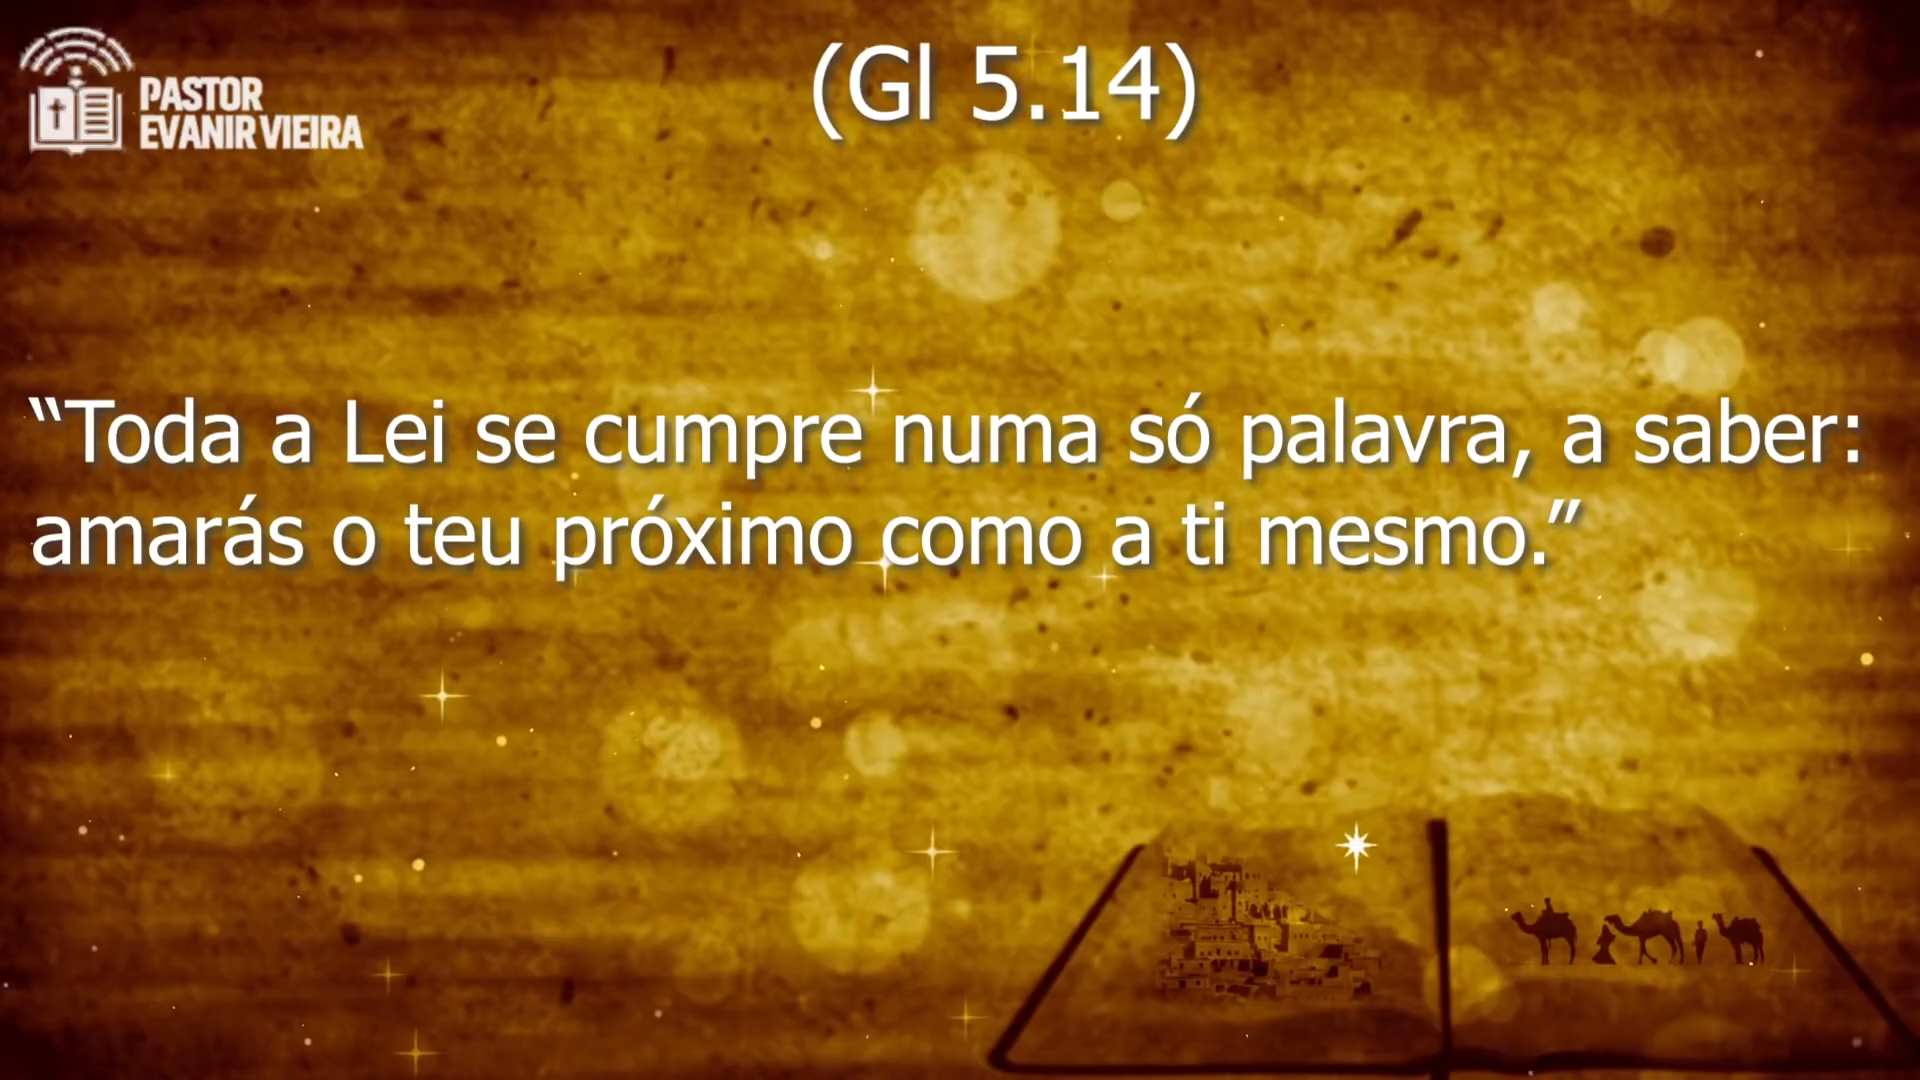 PASTOR
EVANIR VIEIRA
(Gl 5.14)
“Toda a Lei se cumpre numa só palavra, a saber:
amarás o teu próximo como a ti mesmo.”